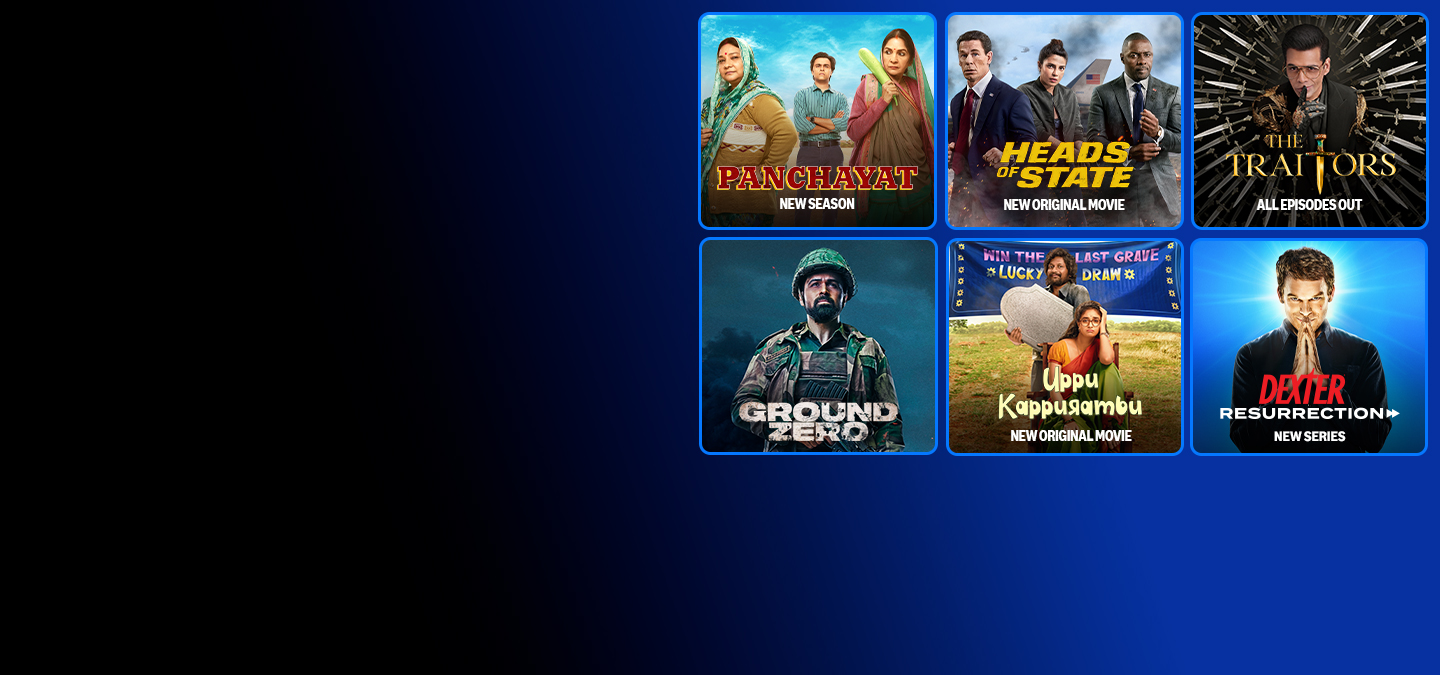 PANCHAYAT
NEW SEASON
HEADS
OF STATE
NEW ORIGINAL MOVIE
THE
TRAITORS
ALL EPISODES OUT
GROUND
ZERO
WIN THE LAST GRAVE
LUCKY DRAW
Uppu
Kappurambu
NEW ORIGINAL MOVIE
DEXTER
RESURRECTION
NEW SERIES